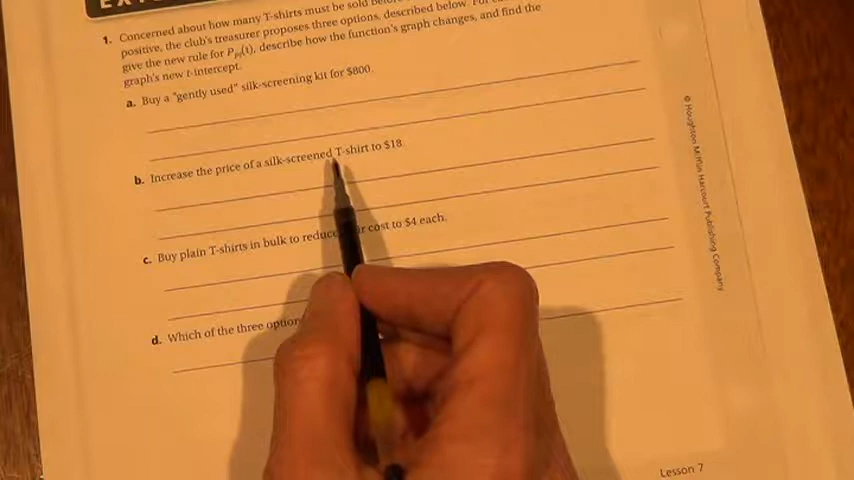 1. Concerned about how many T-shirts must be sold
positive, the club's treasurer proposes three options, described below. For
give the new rule for Pps(t), describe how the function's graph changes, and find the
graph's new t-intercept.
a. Buy a "gently used" silk-screening kit for $800.
b. Increase the price of a silk-screened T-shirt to $18
c. Buy plain T-shirts in bulk to reduce cost to $4 each.
d. Which of the three
© Houghton Mifflin Harcourt Publishing Company
Lesson 7